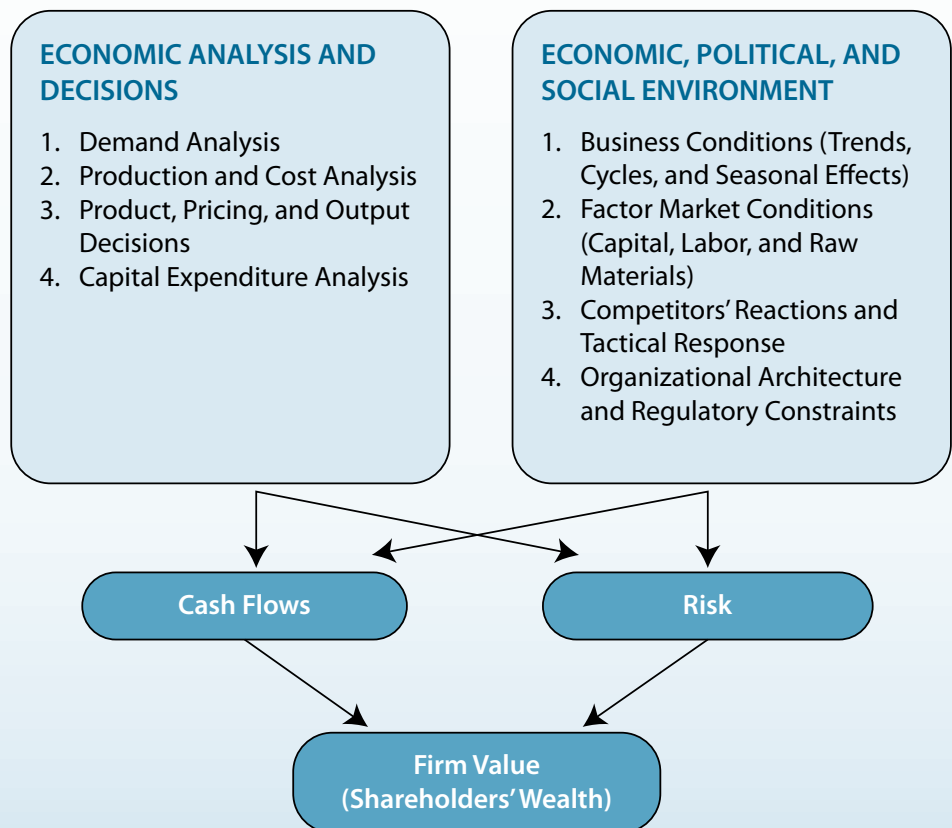 ECONOMIC ANALYSIS AND
DECISIONS
1. Demand Analysis
2. Production and Cost Analysis
3. Product, Pricing, and Output
Decisions
4. Capital Expenditure Analysis
ECONOMIC, POLITICAL, AND
SOCIAL ENVIRONMENT
1. Business Conditions (Trends,
Cycles, and Seasonal Effects)
2. Factor Market Conditions
(Capital, Labor, and Raw
Materials)
3. Competitors' Reactions and
Tactical Response
4. Organizational Architecture
and Regulatory Constraints
Cash Flows
Risk
Firm Value
(Shareholders' Wealth)